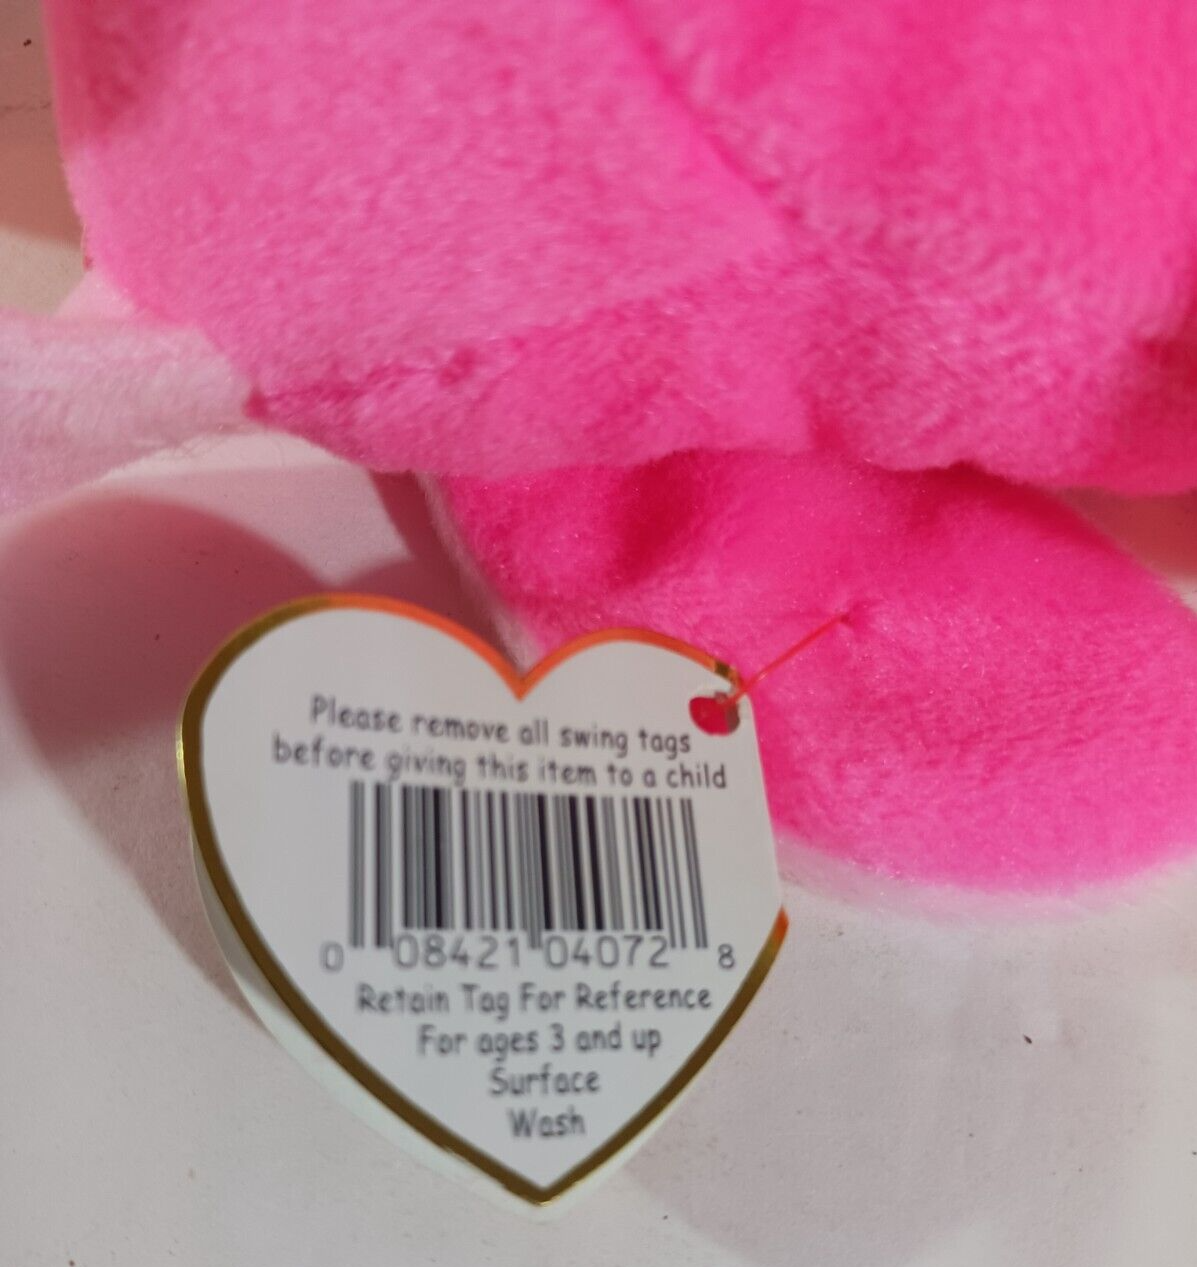 Please remove all swing tags
before giving this item to a child
0 08421 04072 8
Retain Tag For Reference
For ages 3 and up
Surface
Wash